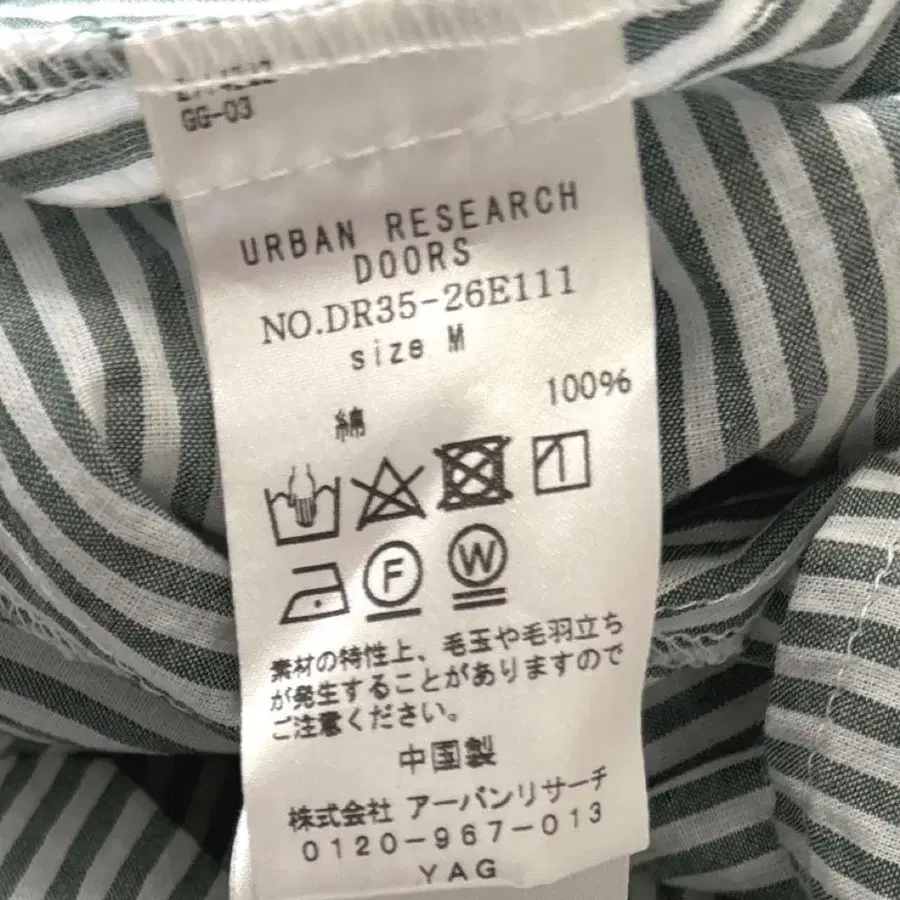 GG-03
URBAN RESEARCH
DOORS
NO.DR35-26E111
size M
綿 100%
F W
素材の特性上、毛玉や毛羽立ち
が発生することがありますので
ご注意ください。
中国製
株式会社 アーバンリサーチ
0120-967-013
YAG